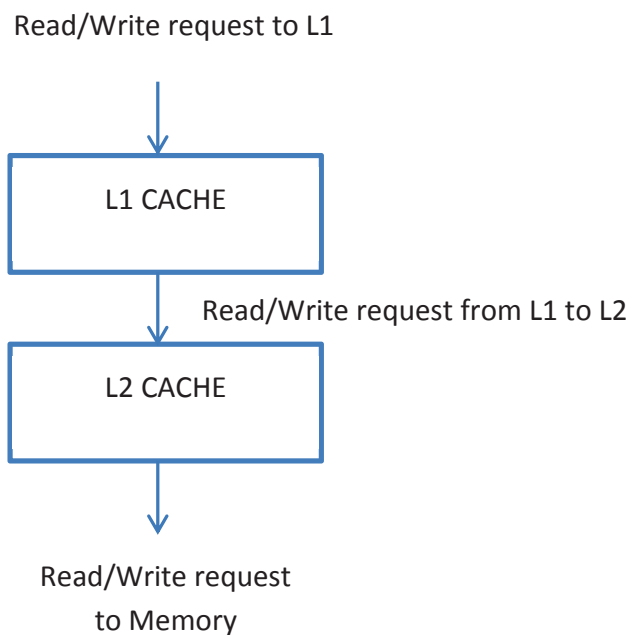 Read/Write request to L1
L1 CACHE
Read/Write request from L1 to L2
L2 CACHE
Read/Write request
to Memory